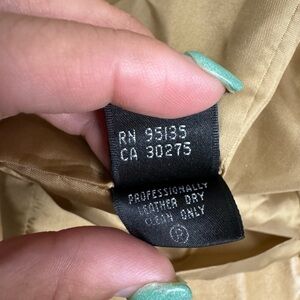 RN 95135
CA 30275
PROFESSIONALLY
LEATHER DRY
CLEAN ONLY
P